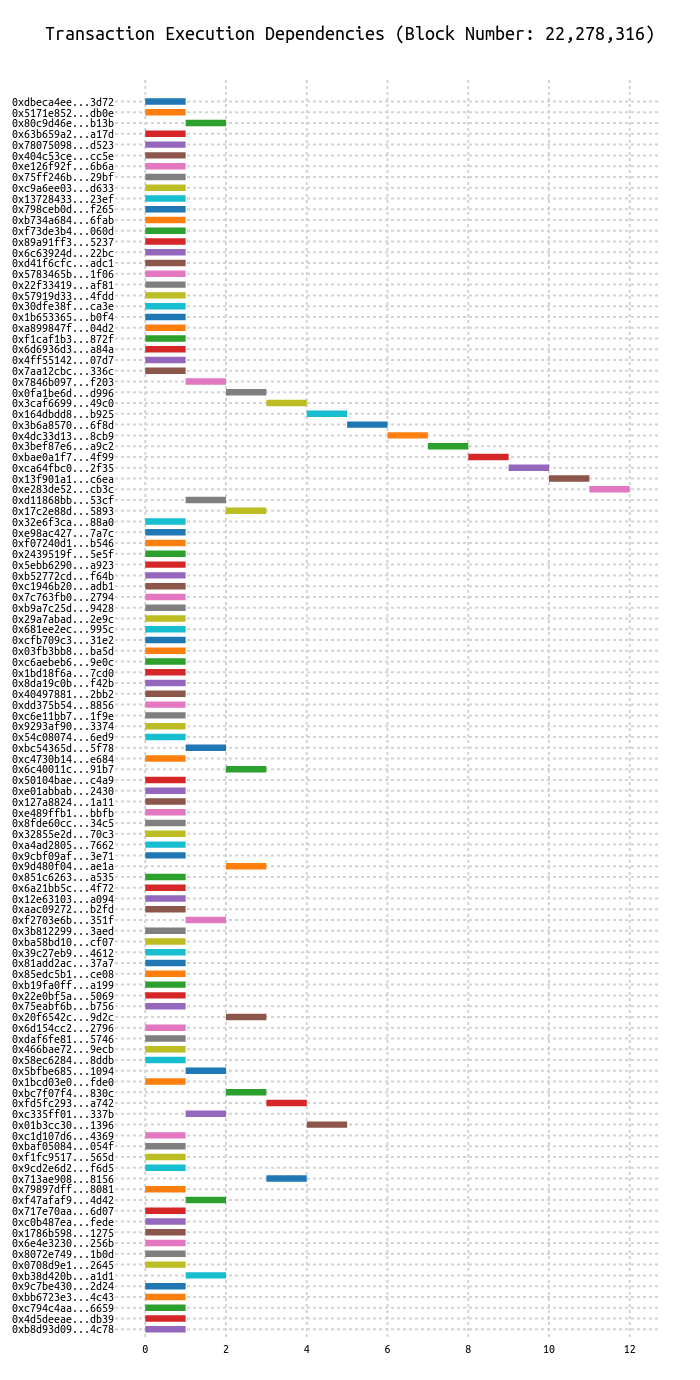 Transaction Execution Dependencies (Block Number: 22,278,316)
0xdbeca4ee...3d72
0x5171e852...db0e
0x80c9d46e...b13b
0x63b659a2...a17d
0x78075098...d523
0x404c53ce...cc5e
0xe126f92f...6b6a
0x75ff246b...29bf
0xc9a6ee03...d633
0x13728433...23ef
0x798ceb0d...f265
0xb734a684...6fab
0xf73de3b4...060d
0x89a91ff3...5237
0x6c63924d...22bc
0xd41f6cfc...adc1
0x5783465b...1f06
0x22f33419...af81
0x57919d33...4fdd
0x30dfe38f...ca3e
0x1b653365...b0f4
0xa899847f...04d2
0xf1caf1b3...872f
0x6d6936d3...a84a
0x4ff55142...07d7
0x7aa12cbc...336c
0x7846b097...f203
0x0fa1be6d...d996
0x3caf6699...49c0
0x164dbdd8...b925
0x3b6a8570...6f8d
0x4dc33d13...8cb9
0x3bef87e6...a9c2
0xbae0a1f7...4f99
0xca64fbc0...2f35
0x13f901a1...c6ea
0xe283de52...cb3c
0xd11868bb...53cf
0x17c2e88d...5893
0x32e6f3ca...88a0
0xe98ac427...7a7c
0xf07240d1...b546
0x2439519f...5e5f
0x5ebb6290...a923
0xb52772cd...f64b
0xc1946b20...adb1
0x7c763fb0...2794
0xb9a7c25d...9428
0x29a7abad...2e9c
0x681ee2ec...995c
0xcfb709c3...31e2
0x03fb3bb8...ba5d
0xc6aebeb6...9e0c
0x1bd18f6a...7cd0
0x8da19c0b...f42b
0x40497881...2bb2
0xdd375b54...8856
0xc6e11bb7...1f9e
0x9293af90...3374
0x54c08074...6ed9
0xbc54365d...5f78
0xc4730b14...e684
0x6c40011c...91b7
0x50104bae...c4a9
0xe01abbab...2430
0x127a8824...1a11
0xe489ffb1...bbfb
0x8fde60cc...34c5
0x32855e2d...70c3
0xa4ad2805...7662
0x9cbf09af...3e71
0x9d480f04...ae1a
0x851c6263...a535
0x6a21bb5c...4f72
0x12e63103...a094
0xaac09272...b2fd
0xf2703e6b...351f
0x3b812299...3aed
0xba58bd10...cf07
0x39c27eb9...4612
0x81add2ac...37a7
0x85edc5b1...ce08
0xb19fa0ff...a199
0x22e0bf5a...5069
0x75eabf6b...b756
0x20f6542c...9d2c
0x6d154cc2...2796
0xdaf6fe81...5746
0x466bae72...9ecb
0x58ec6284...8ddb
0x5bfbe685...1094
0x1bcd03e0...fde0
0xbc7f07f4...830c
0xfd5fc293...a742
0xc335ff01...337b
0x01b3cc30...1396
0xc1d107d6...4369
0xbaf05084...054f
0xf1fc9517...565d
0x9cd2e6d2...f6d5
0x713ae908...8156
0x79897dff...8081
0xf47afaf9...4d42
0x717e70aa...6d07
0xc0b487ea...fede
0x1786b598...1275
0x6e4e3230...256b
0x8072e749...1b0d
0x0708d9e1...2645
0xb38d420b...a1d1
0x9c7be430...2d24
0xbb6723e3...4c43
0xc794c4aa...6659
0x4d5deeae...db39
0xb8d93d09...4c78
0 2 4 6 8 10 12